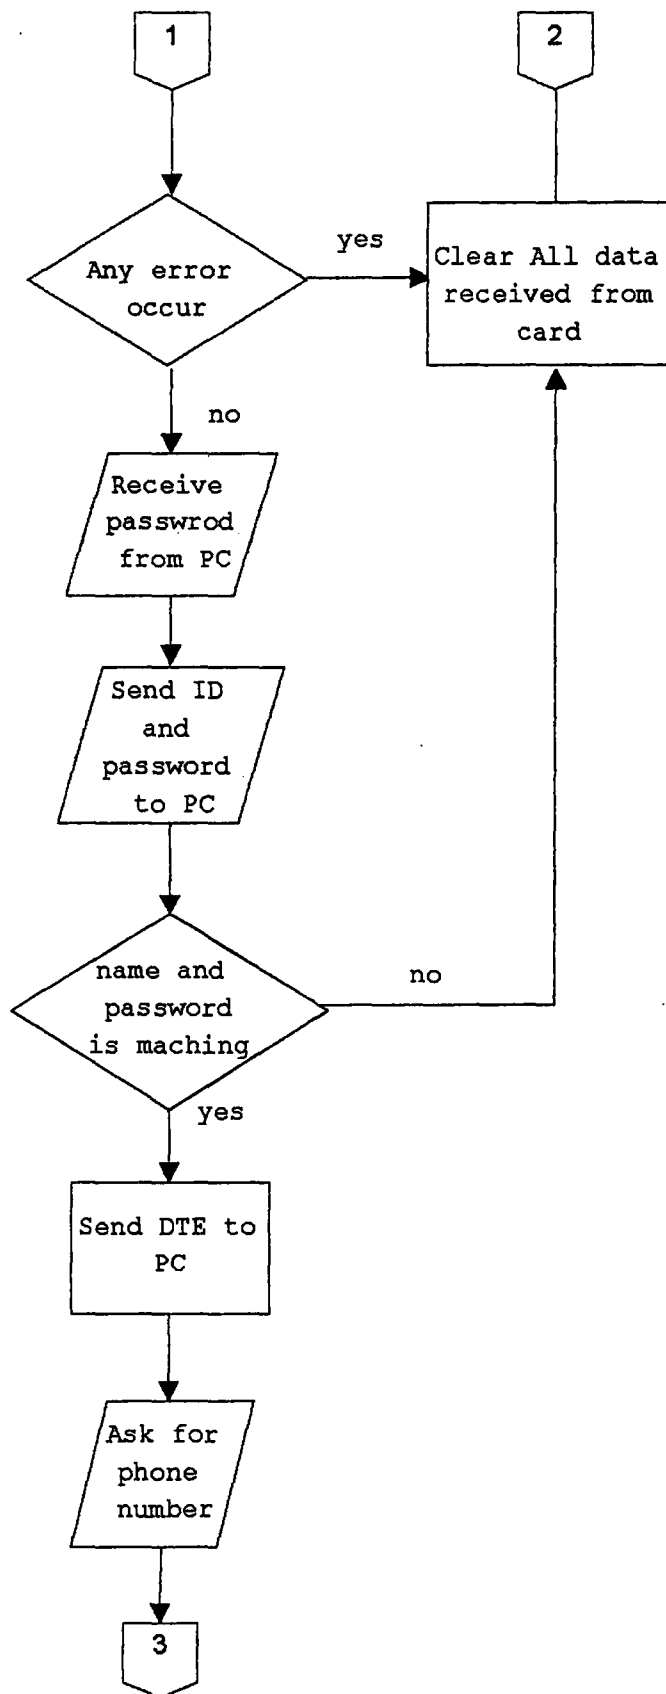 1
2
Any error
occur
yes
Clear All data
received from
card
no
Receive
passwrod
from PC
Send ID
and
password
to PC
name and
password
is maching
no
yes
Send DTE to
PC
Ask for
phone
number
3